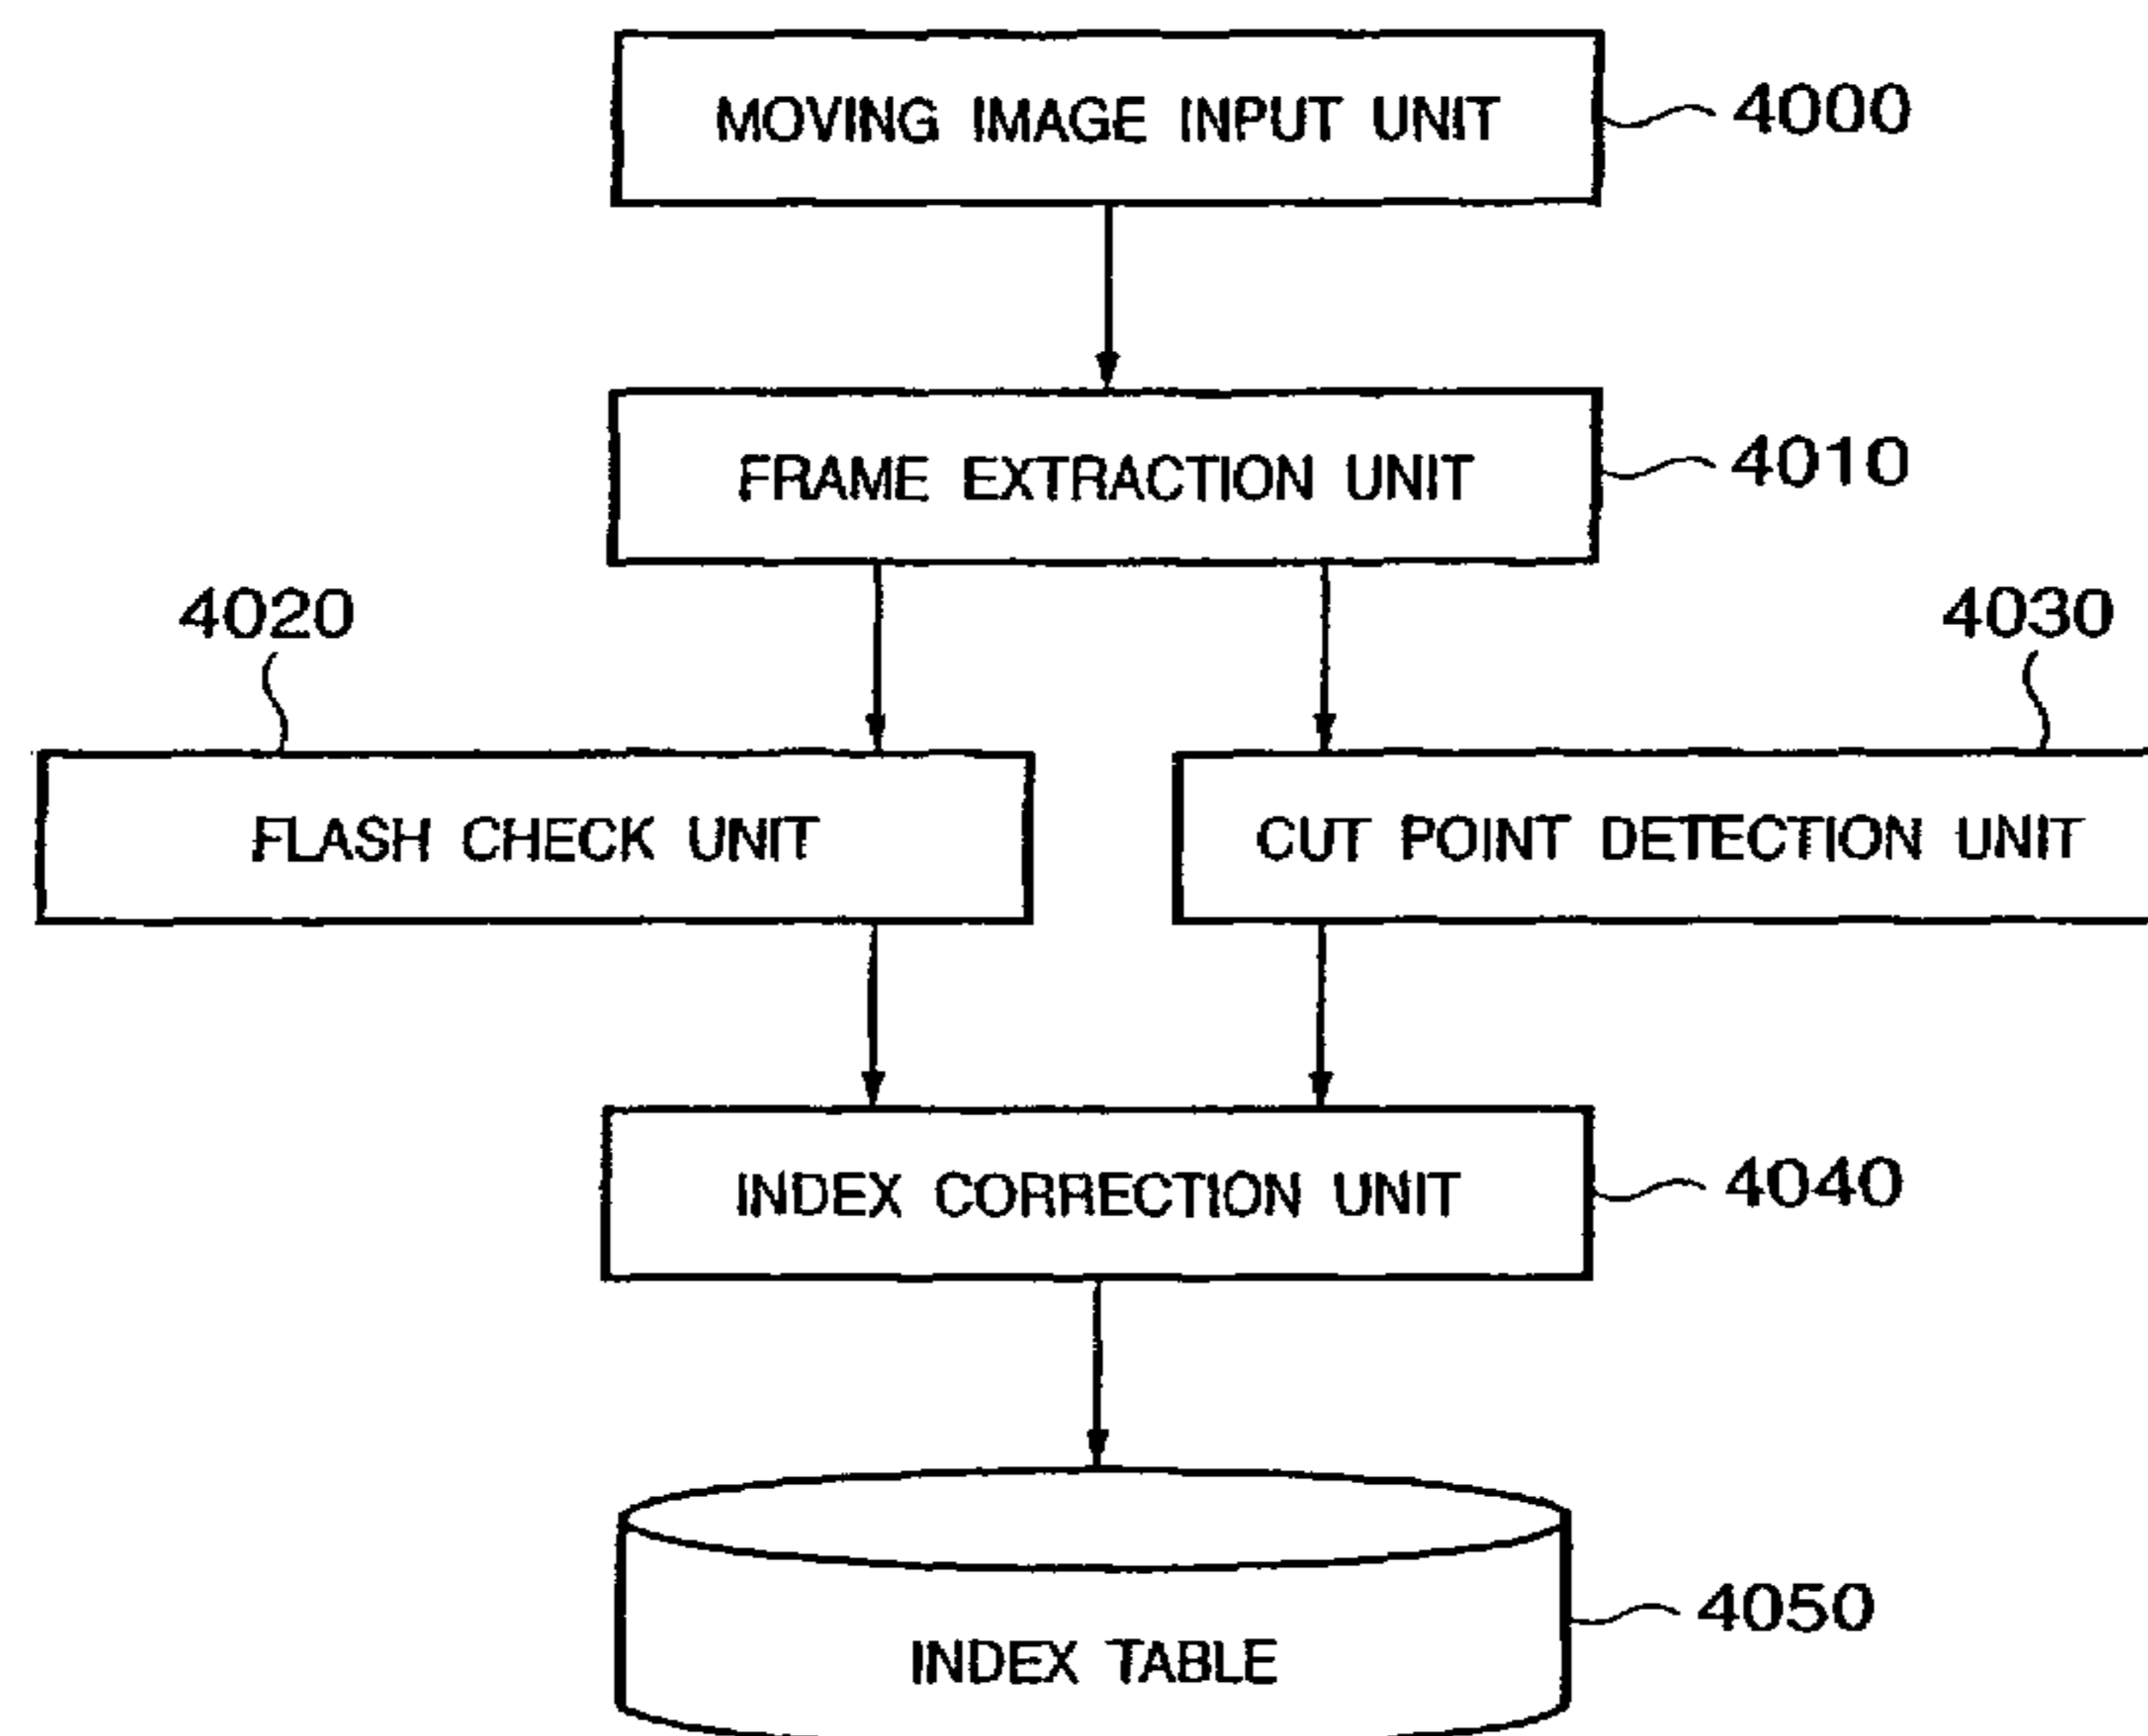 MOVING IMAGE INPUT UNIT
4000
FRAME EXTRACTION UNIT
4010
4020
4030
FLASH CHECK UNIT
CUT POINT DETECTION UNIT
INDEX CORRECTION UNIT
4040
4050
INDEX TABLE